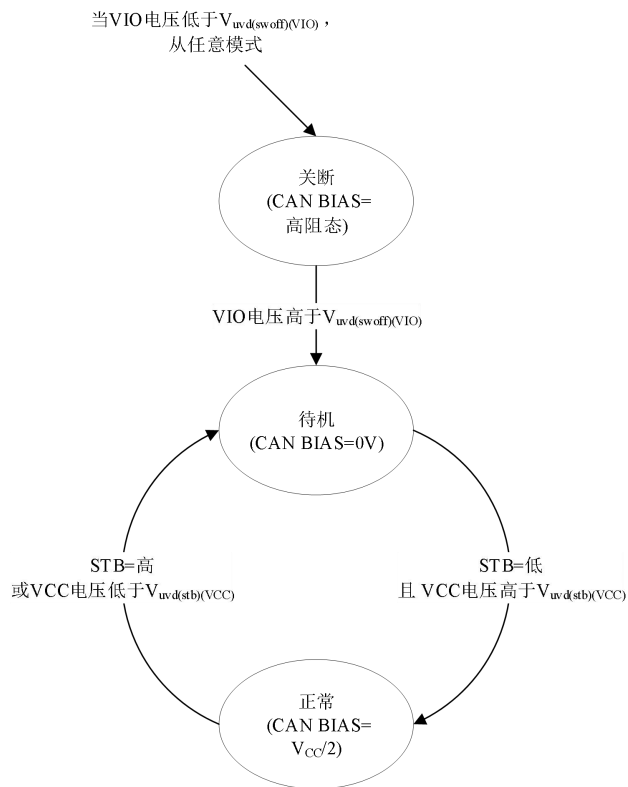 当VIO电压低于Vuvd(swoff)(VIO)，
从任意模式
关断
(CAN BIAS=
高阻态)
VIO电压高于Vuvd(swoff)(VIO)
待机
(CAN BIAS=0V)
STB=高
或VCC电压低于Vuvd(stb)(VCC)
STB=低
且 VCC电压高于Vuvd(stb)(VCC)
正常
(CAN BIAS=
VCC/2)